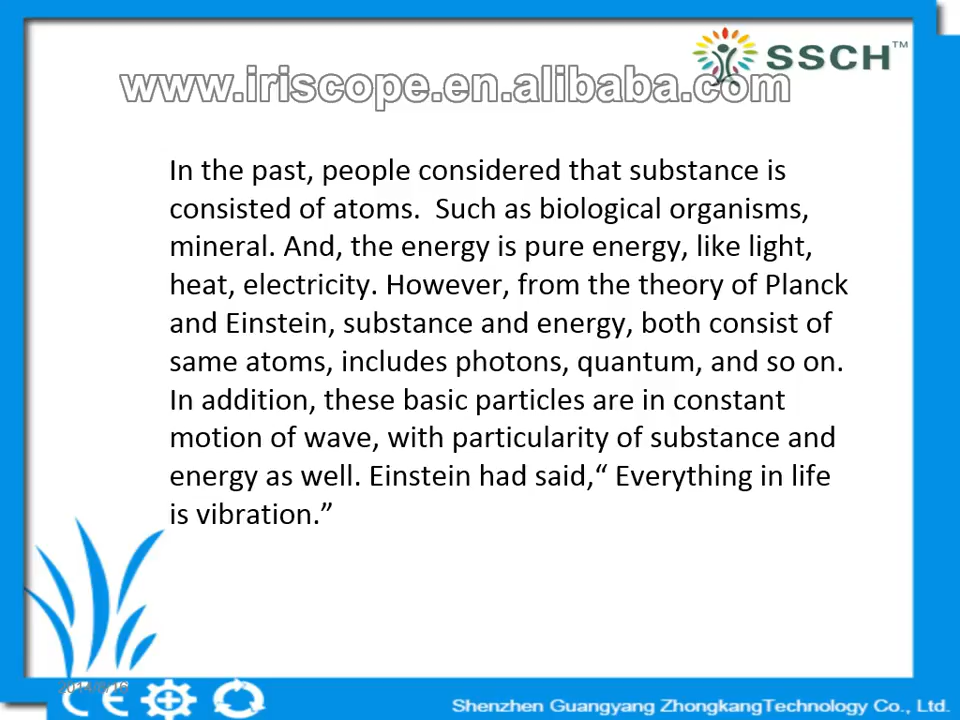 SSCH™
www.iriscope.en.alibaba.com
In the past, people considered that substance is
consisted of atoms.  Such as biological organisms,
mineral. And, the energy is pure energy, like light,
heat, electricity. However, from the theory of Planck
and Einstein, substance and energy, both consist of
same atoms, includes photons, quantum, and so on.
In addition, these basic particles are in constant
motion of wave, with particularity of substance and
energy as well. Einstein had said,“ Everything in life
is vibration.”
CE
Shenzhen Guangyang ZhongkangTechnology Co., Ltd.